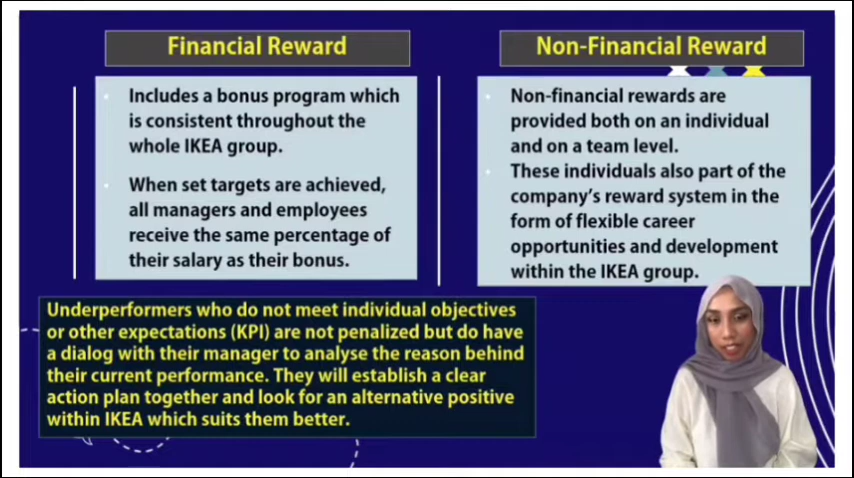 Financial Reward
Includes a bonus program which
is consistent throughout the
whole IKEA group.
When set targets are achieved,
all managers and employees
receive the same percentage of
their salary as their bonus.
Non-Financial Reward
Non-financial rewards are
provided both on an individual
and on a team level.
These individuals also part of the
company's reward system in the
form of flexible career
opportunities and development
within the IKEA group.
Underperformers who do not meet individual objectives
or other expectations (KPI) are not penalized but do have
a dialog with their manager to analyse the reason behind
their current performance. They will establish a clear
action plan together and look for an alternative positive
within IKEA which suits them better.